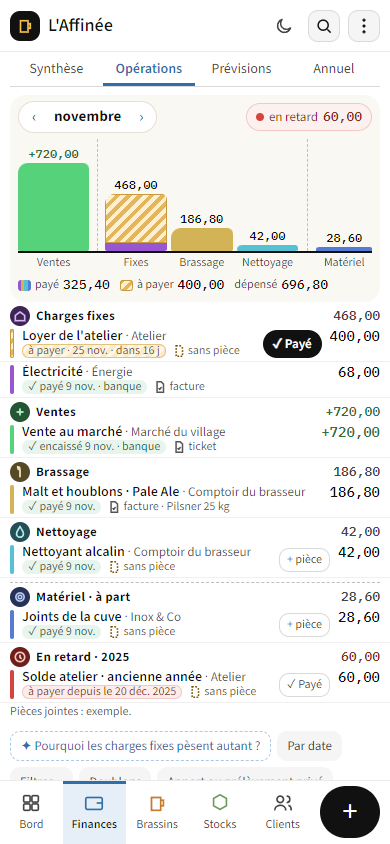 L'Affinée
Synthèse Opérations Prévisions Annuel
‹ novembre ›
en retard 60,00
+720,00
468,00
186,80
42,00
28,60
Ventes Fixes Brassage Nettoyage Matériel
payé 325,40 à payer 400,00 dépensé 696,80
Charges fixes 468,00
Loyer de l'atelier · Atelier ✓ Payé 400,00
à payer · 25 nov. · dans 16 j sans pièce
Électricité · Énergie 68,00
✓ payé 9 nov. · banque facture
Ventes +720,00
Vente au marché · Marché du village +720,00
✓ encaissé 9 nov. · banque ticket
Brassage 186,80
Malt et houblons · Pale Ale · Comptoir du brasseur 186,80
✓ payé 9 nov. facture · Pilsner 25 kg
Nettoyage 42,00
Nettoyant alcalin · Comptoir du brasseur + pièce 42,00
✓ payé 9 nov. sans pièce
Matériel · à part 28,60
Joints de la cuve · Inox & Co + pièce 28,60
✓ payé 9 nov. sans pièce
En retard · 2025 60,00
Solde atelier · ancienne année · Atelier ✓ Payé 60,00
à payer depuis le 20 déc. 2025 sans pièce
Pièces jointes : exemple.
✦ Pourquoi les charges fixes pèsent autant ? Par date
Bord Finances Brassins Stocks Clients +